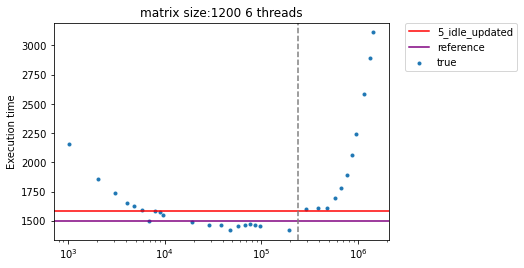 matrix size:1200 6 threads
5_idle_updated
reference
true
Execution time
3000
2750
2500
2250
2000
1750
1500
10³
10⁴
10⁵
10⁶